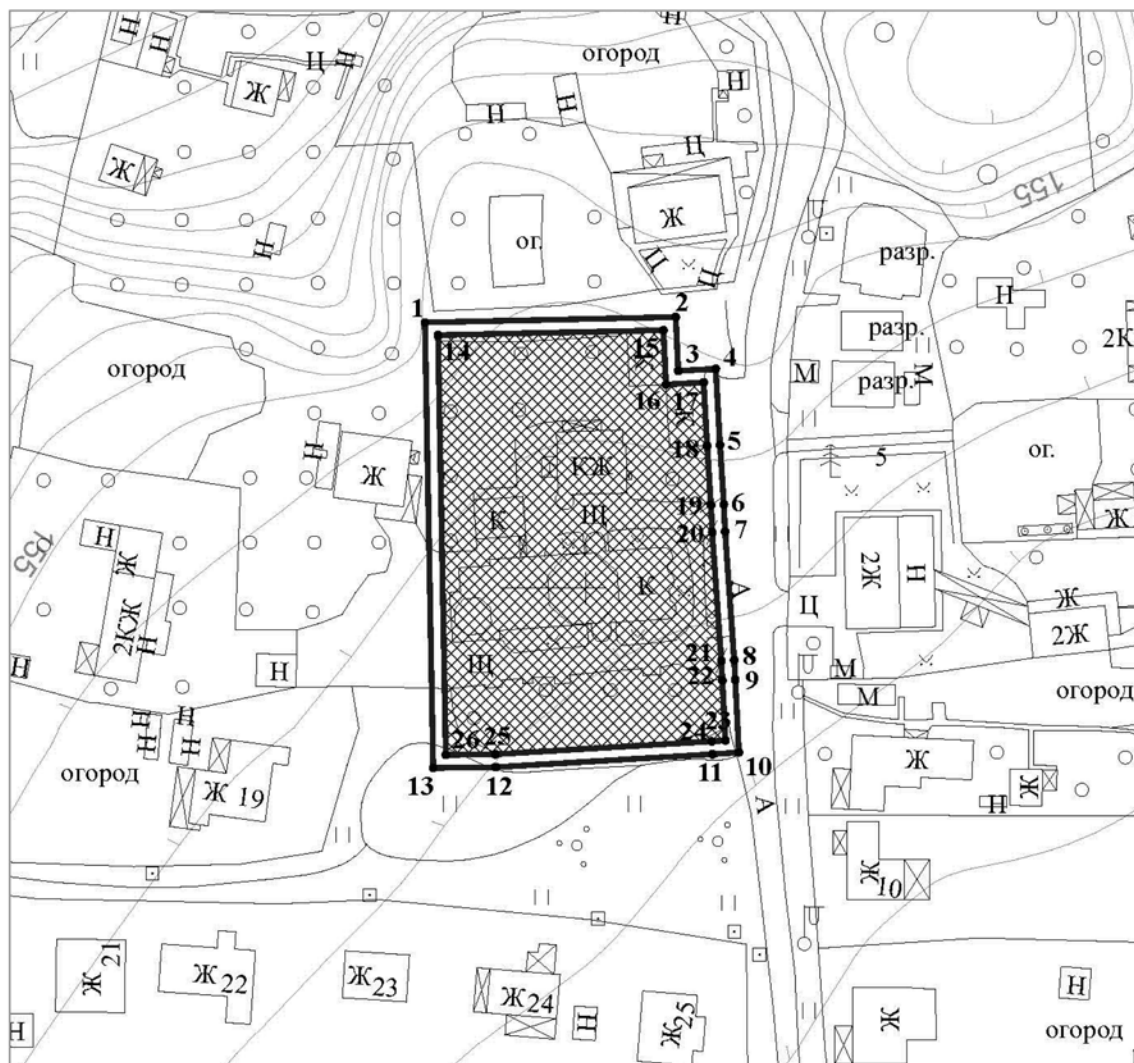 Н
Н
Ц
Н
Ж
Н
огород
Н
Н
Н
Ц
Ж
Н
Ж
Ц
Ц
ог.
155
разр.
Н
разр.
2К
1
2
14
15
3
4
16
17
К
М
разр.
М
огород
Н
Ж
18
5
5
ог.
КЖ
К
Щ
19
6
20
7
Ж
155
Н
Ж
2КЖ
Н
Н
Н
К
А
2Ж
Н
Ц
Ж
2Ж
Щ
21
8
22
9
М
М
огород
Н
Н
Н
Н
26
25
24
23
13
12
11
10
огород
Ж
19
А
Ж
Ж
Н
Ж
10
Ж
21
Ж
22
Ж
23
Ж
24
Н
Ж
25
Н
Ж
Н
огород